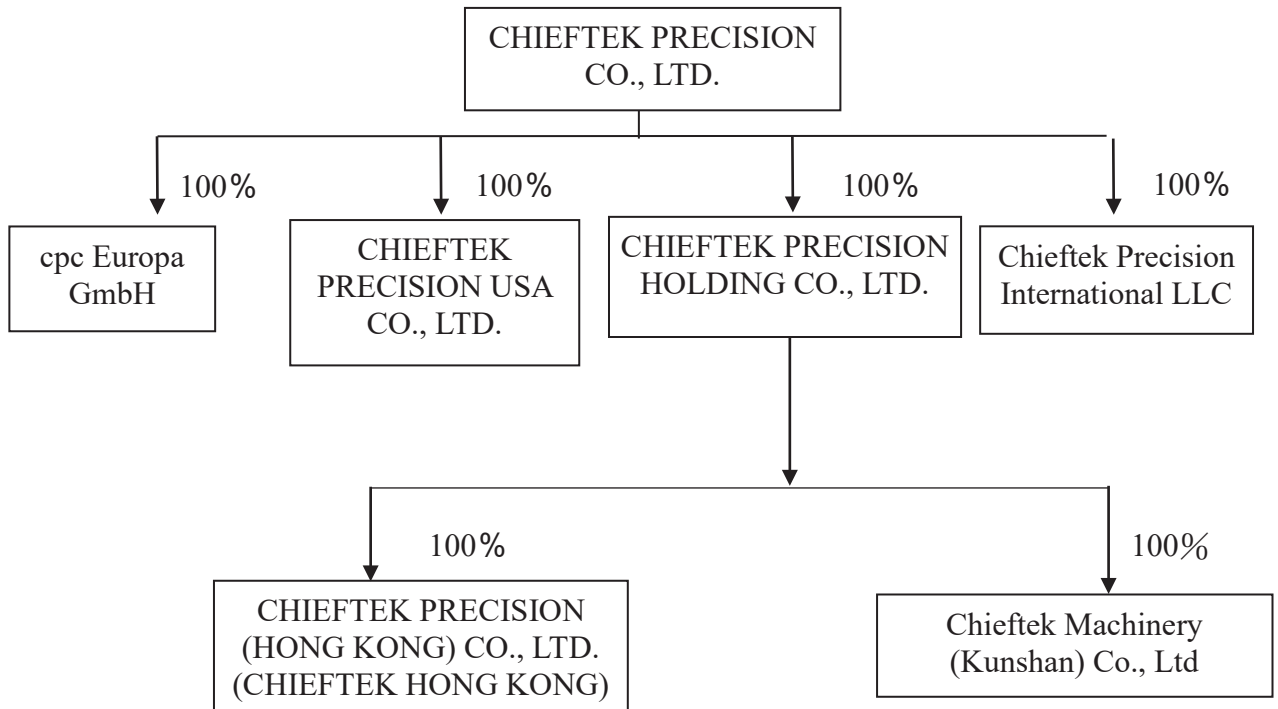 CHIEFTEK PRECISION
CO., LTD.
100%
100%
100%
100%
cpc Europa
GmbH
CHIEFTEK
PRECISION USA
CO., LTD.
CHIEFTEK PRECISION
HOLDING CO., LTD.
Chieftek Precision
International LLC
100%
100%
CHIEFTEK PRECISION
(HONG KONG) CO., LTD.
(CHIEFTEK HONG KONG)
Chieftek Machinery
(Kunshan) Co., Ltd